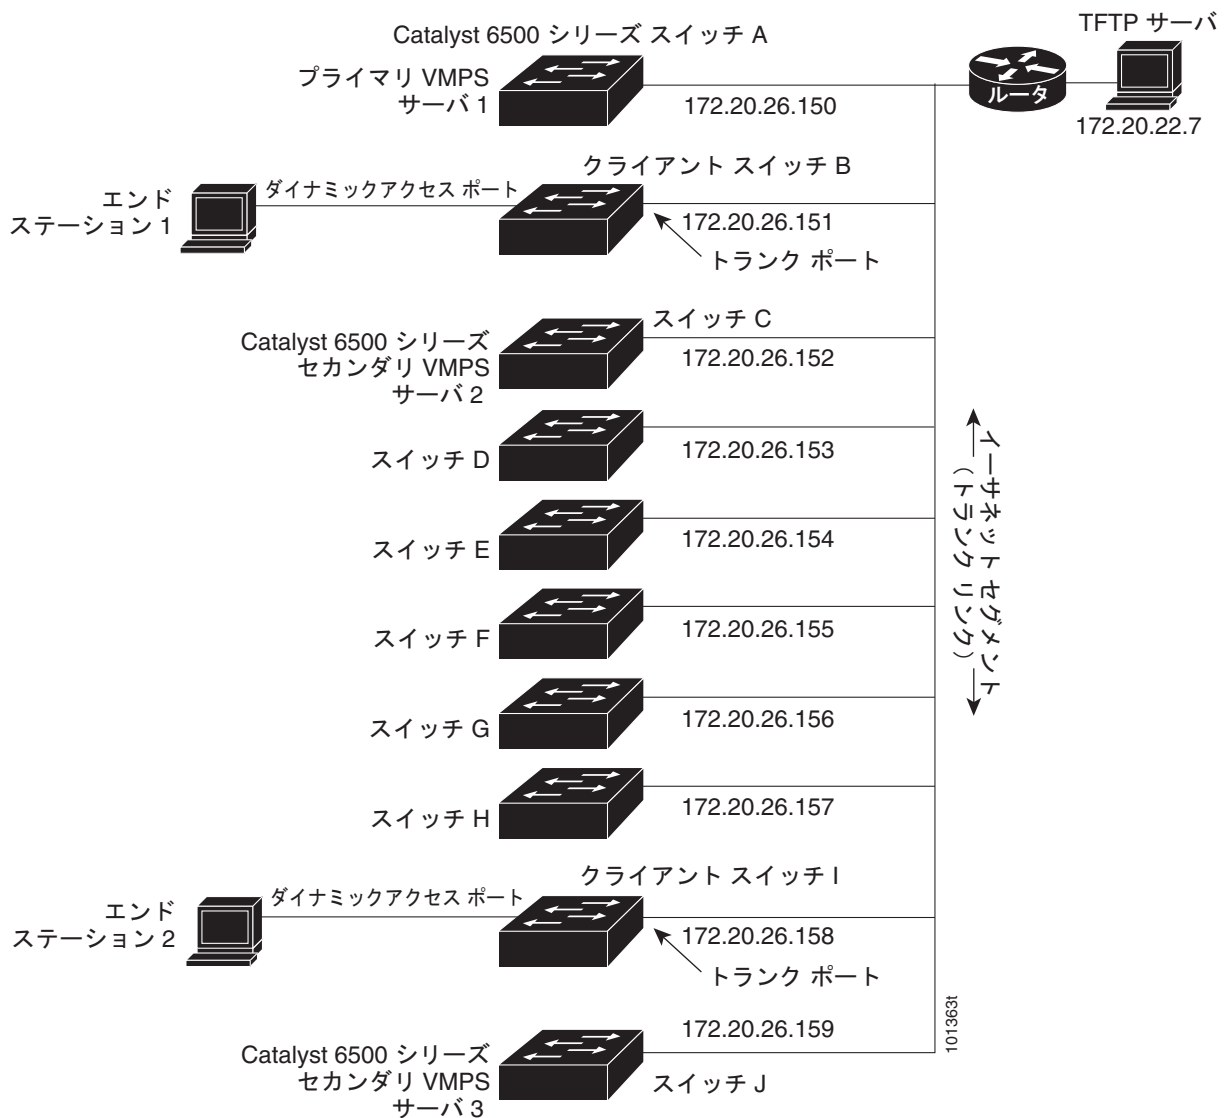 TFTP サーバ
Catalyst 6500 シリーズ スイッチ A
プライマリ VMPS
サーバ 1
172.20.26.150
ルータ
172.20.22.7
クライアント スイッチ B
エンド
ステーション 1
ダイナミックアクセス ポート
172.20.26.151
トランク ポート
スイッチ C
Catalyst 6500 シリーズ
セカンダリ VMPS
サーバ 2
172.20.26.152
スイッチ D
172.20.26.153
イーサネット セグメント
（トランク リンク）
スイッチ E
172.20.26.154
スイッチ F
172.20.26.155
スイッチ G
172.20.26.156
スイッチ H
172.20.26.157
クライアント スイッチ I
エンド
ステーション 2
ダイナミックアクセス ポート
172.20.26.158
トランク ポート
172.20.26.159
Catalyst 6500 シリーズ
セカンダリ VMPS
サーバ 3
スイッチ J
101363t